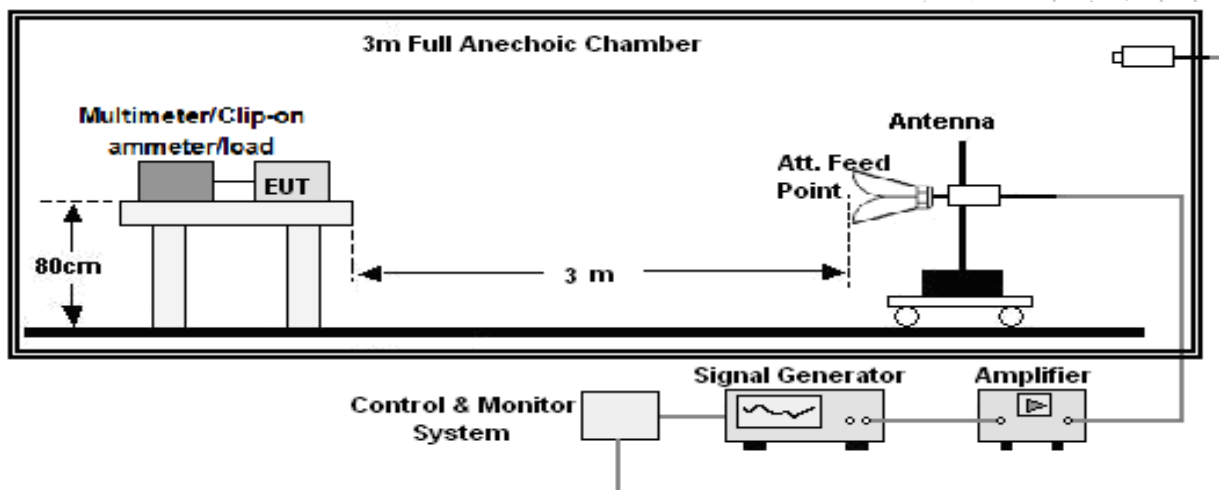 3m Full Anechoic Chamber
Multimeter/Clip-on
ammeter/load
EUT
80cm
3 m
Antenna
Att. Feed
Point
Signal Generator
Amplifier
Control & Monitor
System